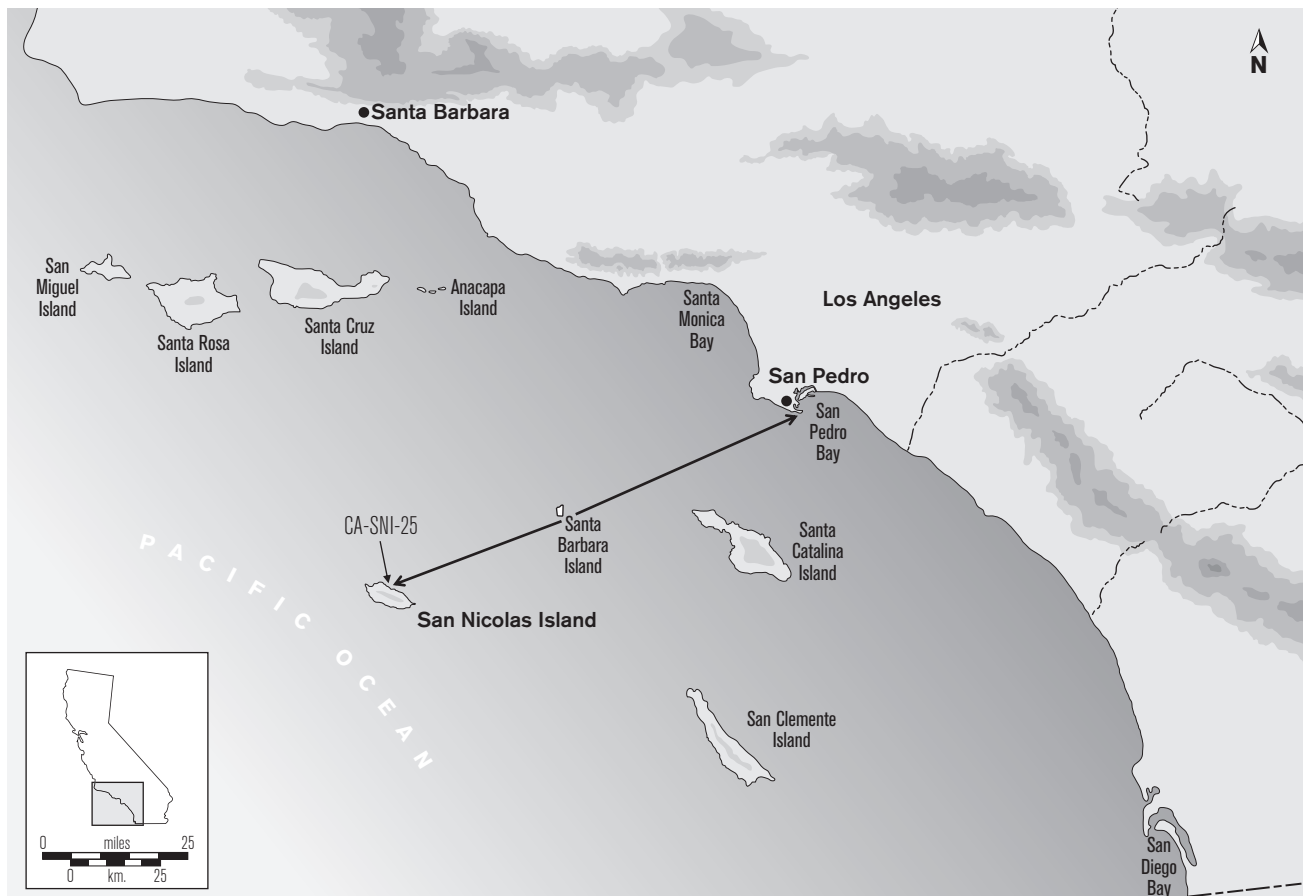 N
Santa Barbara
San
Miguel
Island
Santa Rosa
Island
Santa Cruz
Island
Anacapa
Island
Santa
Monica
Bay
Los Angeles
San Pedro
San
Pedro
Bay
CA-SNI-25
Santa
Barbara
Island
Santa
Catalina
Island
San Nicolas Island
PACIFIC OCEAN
San Clemente
Island
San
Diego
Bay
0 miles 25
0 km. 25